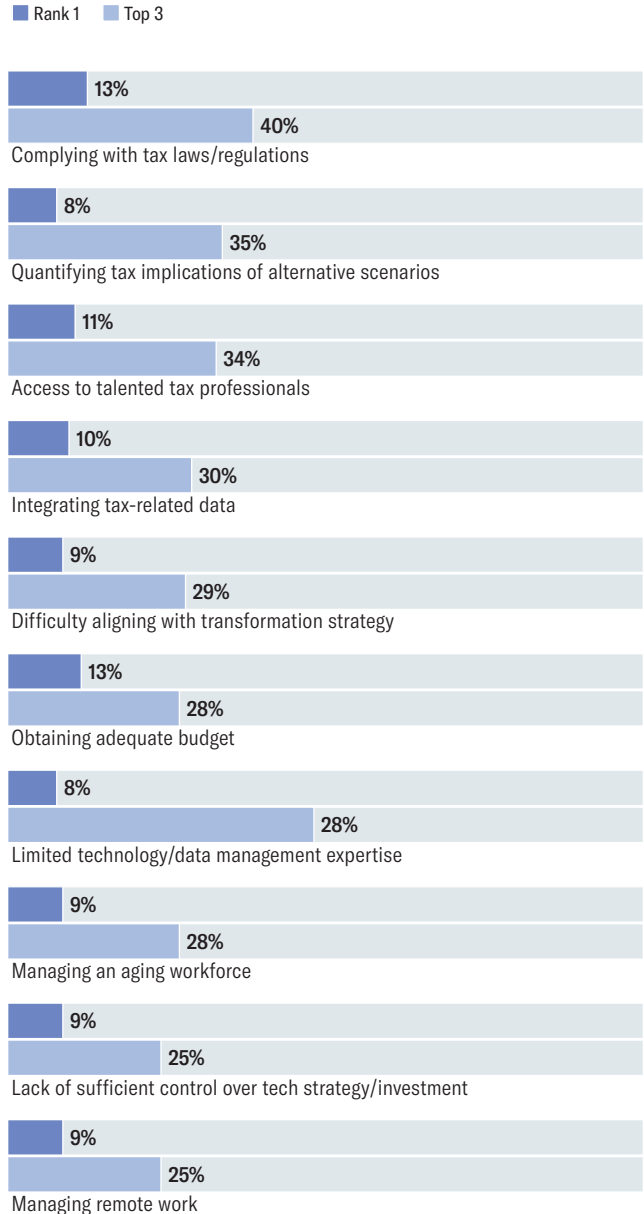 Rank 1 Top 3
13%
40%
Complying with tax laws/regulations
8%
35%
Quantifying tax implications of alternative scenarios
11%
34%
Access to talented tax professionals
10%
30%
Integrating tax-related data
9%
29%
Difficulty aligning with transformation strategy
13%
28%
Obtaining adequate budget
8%
28%
Limited technology/data management expertise
9%
28%
Managing an aging workforce
9%
25%
Lack of sufficient control over tech strategy/investment
9%
25%
Managing remote work